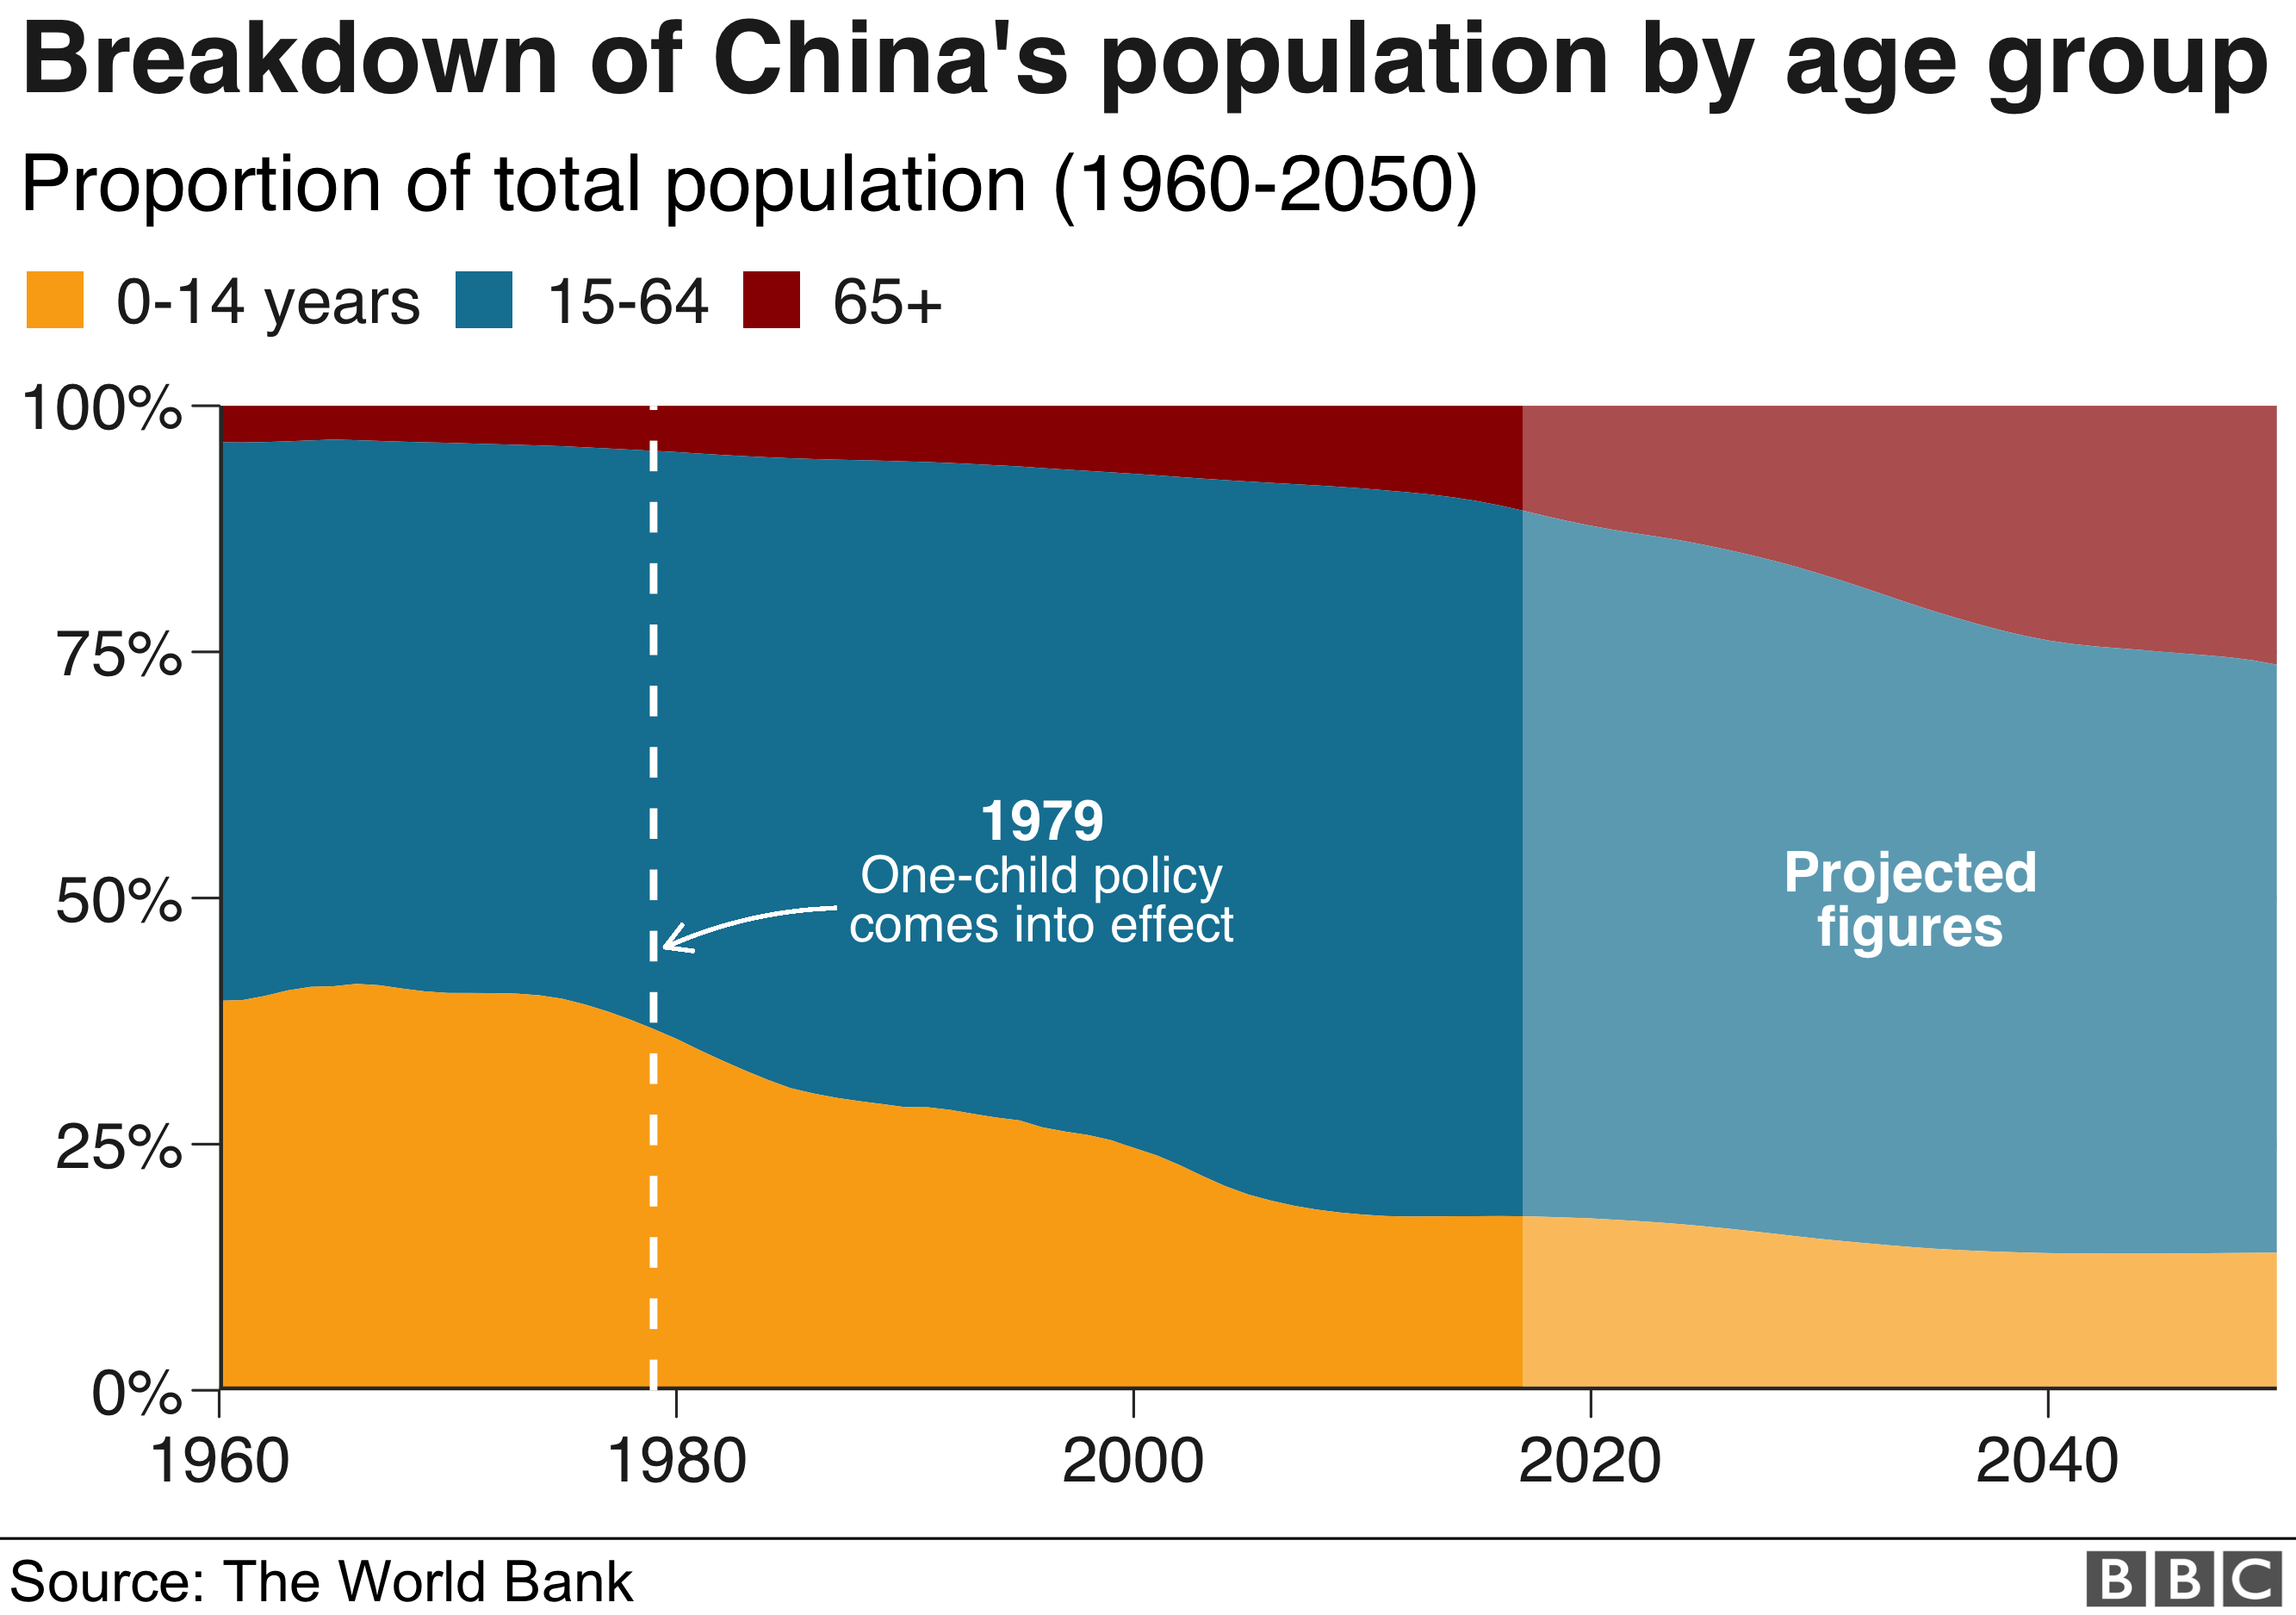 Breakdown of China's population by age group
Proportion of total population (1960-2050)
0-14 years 15-64 65+
100%
75%
50%
25%
0%
1979
One-child policy
comes into effect
Projected
figures
1960 1980 2000 2020 2040
Source: The World Bank
BBC